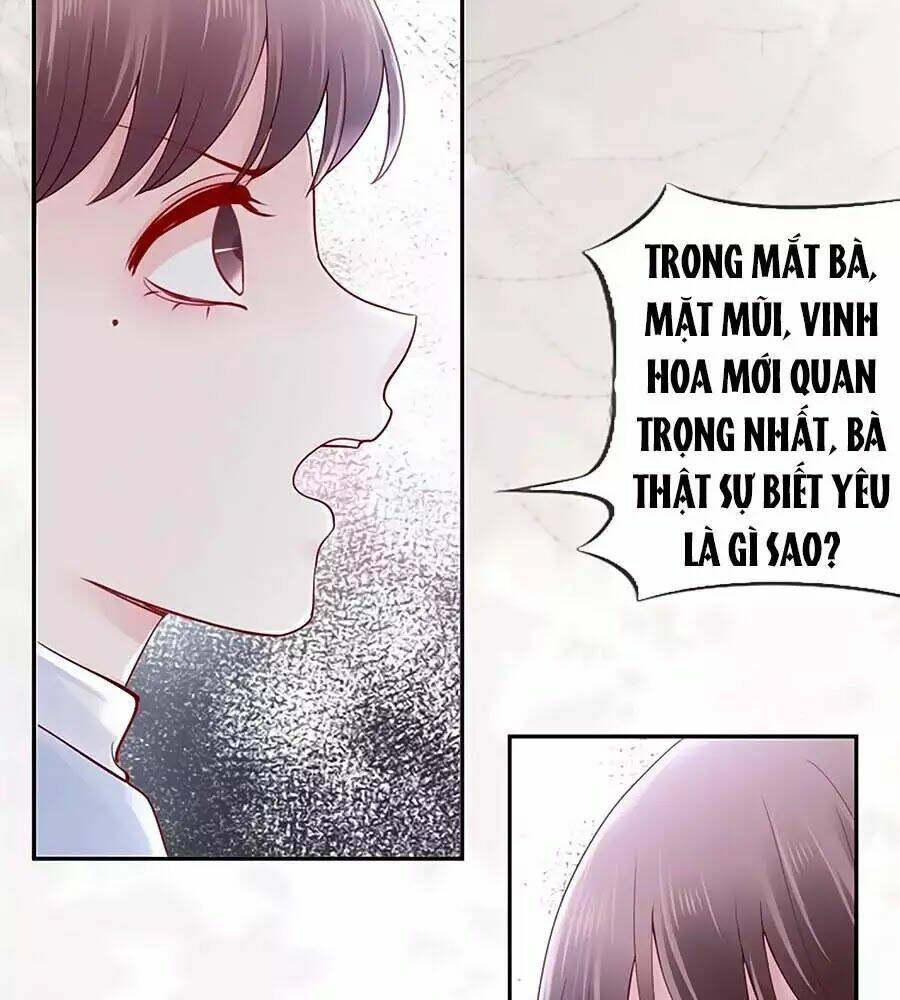 TRONG MẮT BÀ,
MẶT MŨI, VINH
HOA MỚI QUAN
TRỌNG NHẤT, BÀ
THẬT SỰ BIẾT YÊU
LÀ GÌ SAO?